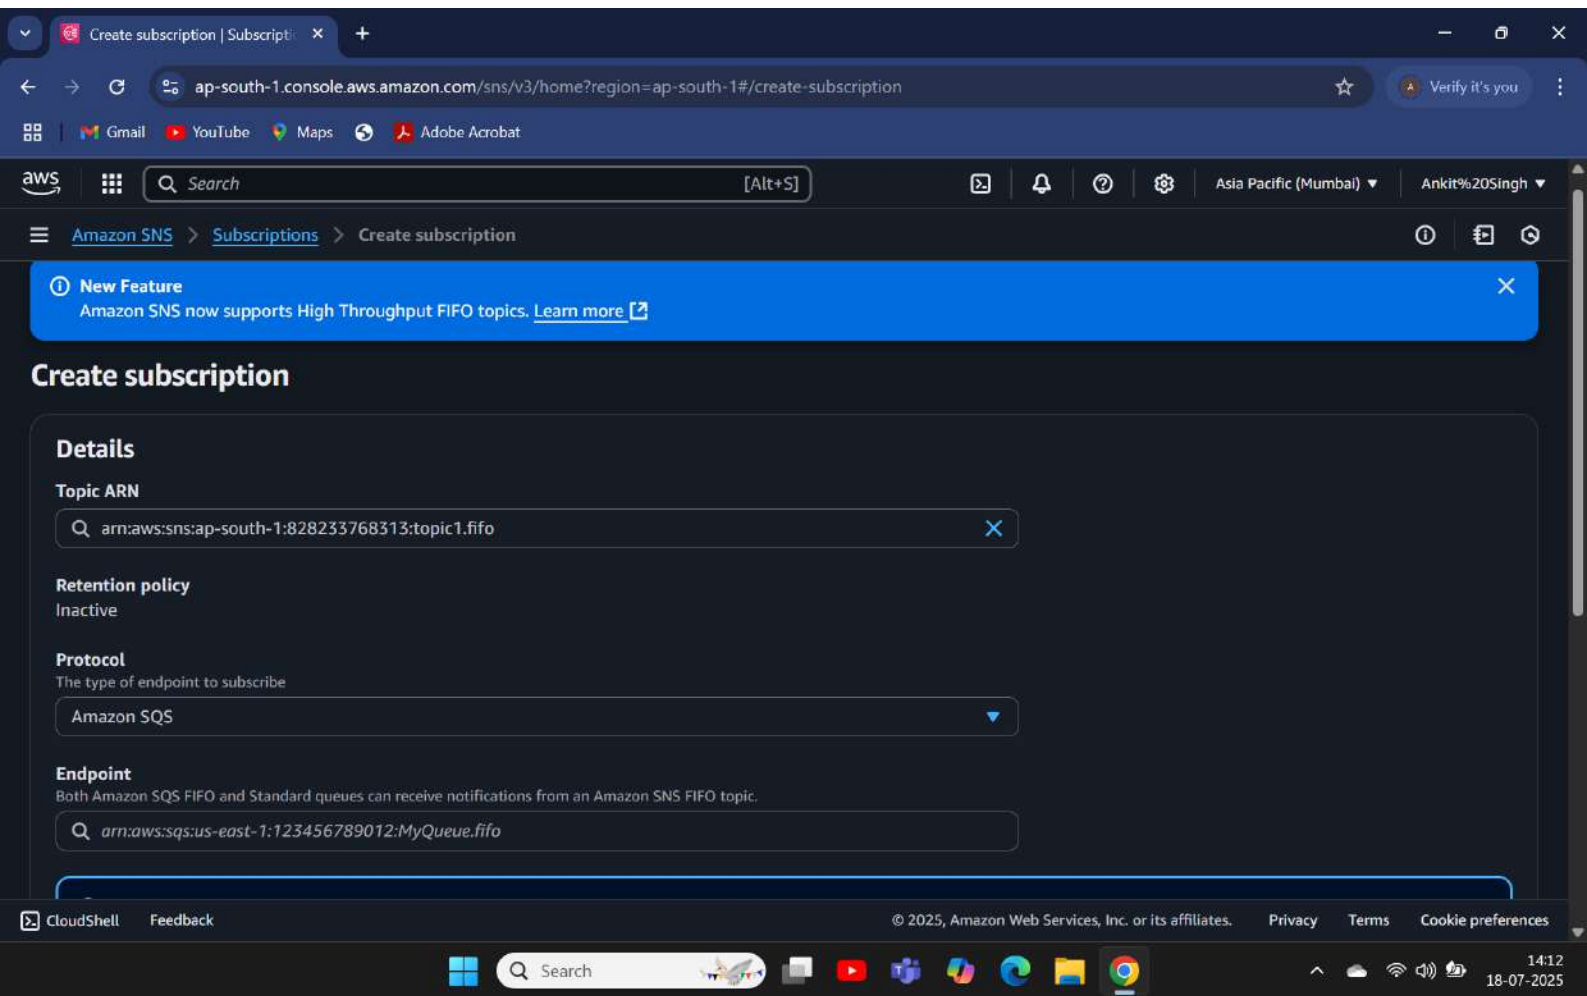 Create subscription | Subscripti
ap-south-1.console.aws.amazon.com/sns/v3/home?region=ap-south-1#/create-subscription
Verify it's you
Gmail YouTube Maps Adobe Acrobat
aws Search [Alt+S] Asia Pacific (Mumbai) Ankit%20Singh
Amazon SNS > Subscriptions > Create subscription
New Feature
Amazon SNS now supports High Throughput FIFO topics. Learn more
Create subscription
Details
Topic ARN
arn:aws:sns:ap-south-1:828233768313:topic1.fifo
Retention policy
Inactive
Protocol
The type of endpoint to subscribe
Amazon SQS
Endpoint
Both Amazon SQS FIFO and Standard queues can receive notifications from an Amazon SNS FIFO topic.
arn:aws:sqs:us-east-1:123456789012:MyQueue.fifo
CloudShell Feedback © 2025, Amazon Web Services, Inc. or its affiliates. Privacy Terms Cookie preferences
Search
14:12
18-07-2025